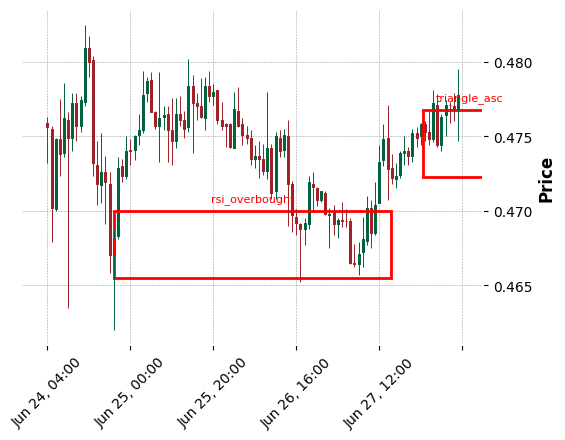 triangle_asc
rsi_overbought
0.480
0.475
0.470
0.465
Price
Jun 24, 04:00
Jun 25, 00:00
Jun 25, 20:00
Jun 26, 16:00
Jun 27, 12:00